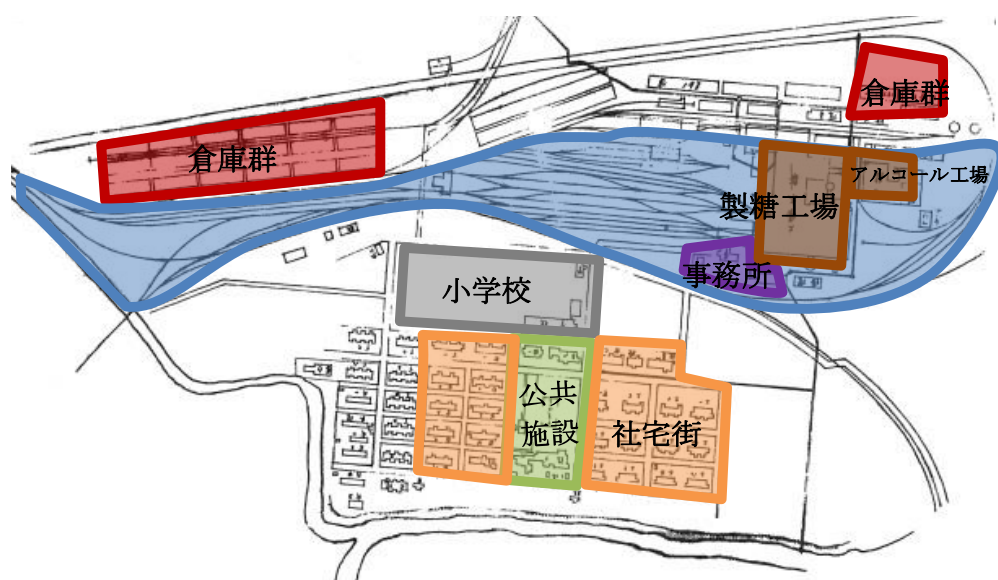 倉庫群
倉庫群
アルコール工場
製糖工場
事務所
小学校
公共
施設
社宅街